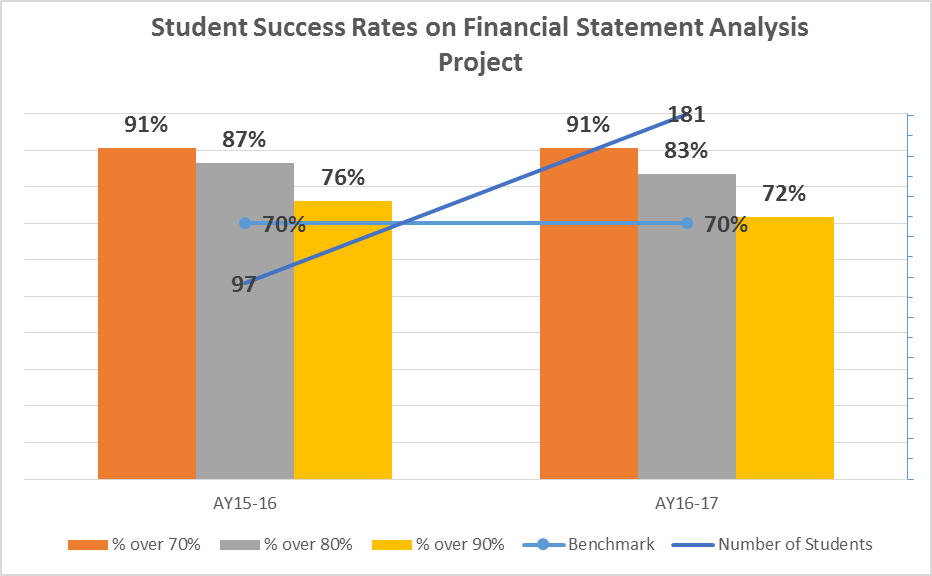 Student Success Rates on Financial Statement Analysis
Project
91%
87%
76%
70%
97
91%
181
83%
72%
70%
AY15-16
AY16-17
% over 70%
% over 80%
% over 90%
Benchmark
Number of Students